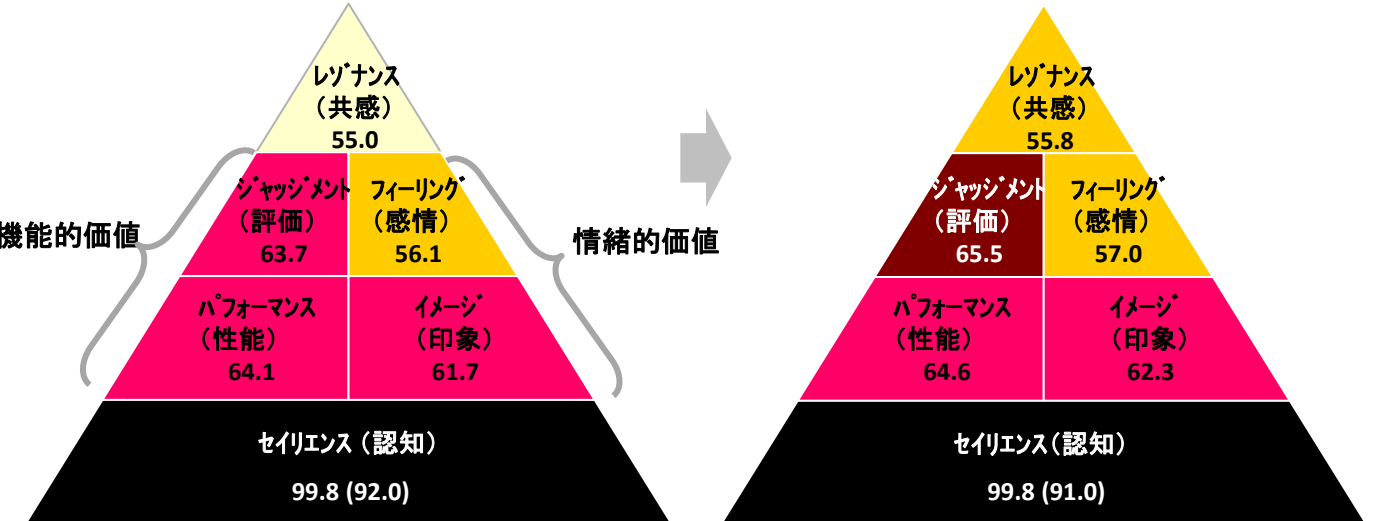 レゾナンス
（共感）
55.0
ジャッジメント
（評価）
63.7
フィーリング
（感情）
56.1
機能的価値
情緒的価値
パフォーマンス
（性能）
64.1
イメージ
（印象）
61.7
セイリエンス（認知）
99.8 (92.0)
レゾナンス
（共感）
55.8
ジャッジメント
（評価）
65.5
フィーリング
（感情）
57.0
パフォーマンス
（性能）
64.6
イメージ
（印象）
62.3
セイリエンス（認知）
99.8 (91.0)